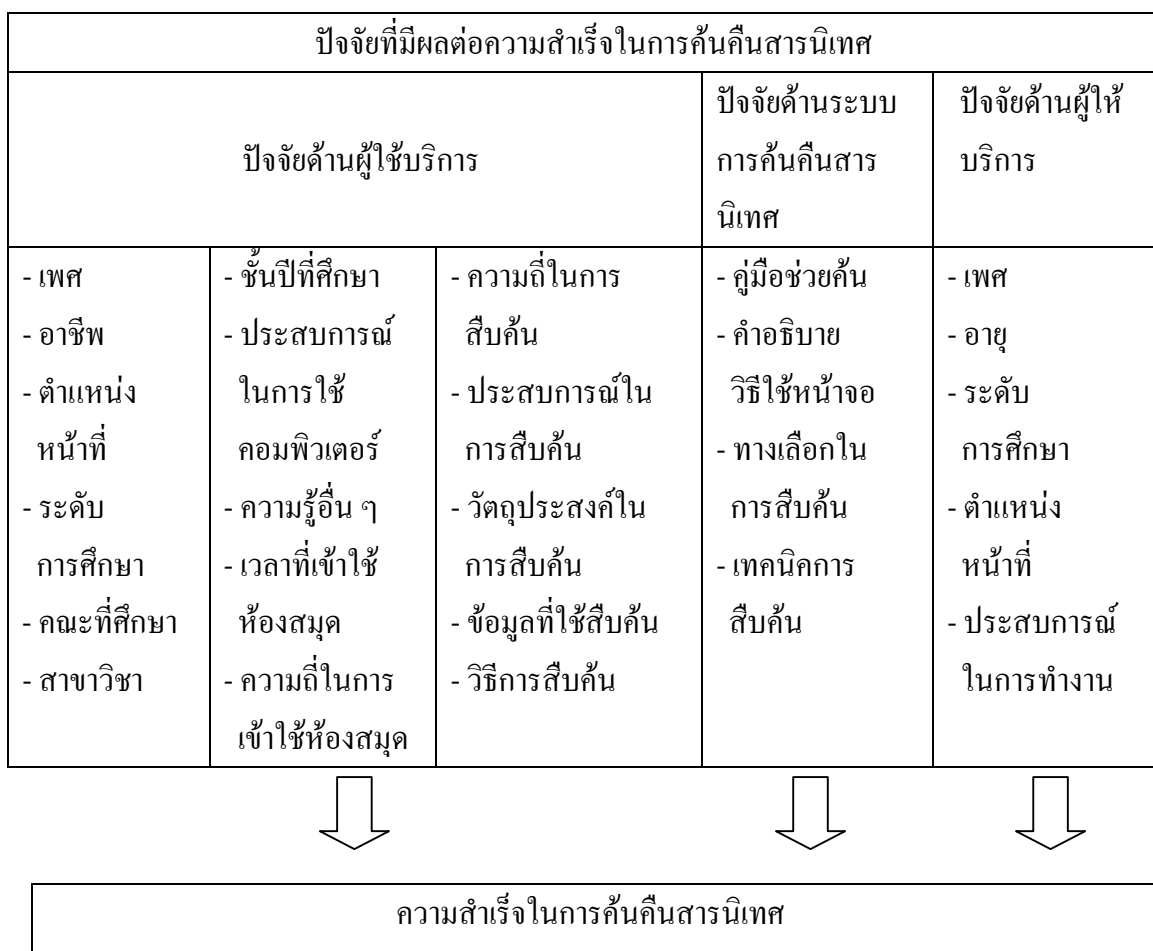 ปัจจัยที่มีผลต่อความสำเร็จในการค้นคืนสารนิเทศ
ปัจจัยด้านผู้ใช้บริการ
ปัจจัยด้านระบบ
การค้นคืนสาร
นิเทศ
ปัจจัยด้านผู้ให้
บริการ
- เพศ
- อาชีพ
- ตำแหน่ง
หน้าที่
- ระดับ
การศึกษา
- คณะที่ศึกษา
- สาขาวิชา
- ชั้นปีที่ศึกษา
- ประสบการณ์
ในการใช้
คอมพิวเตอร์
- ความรู้อื่น ๆ
- เวลาที่เข้าใช้
ห้องสมุด
- ความถี่ในการ
เข้าใช้ห้องสมุด
- ความถี่ในการ
สืบค้น
- ประสบการณ์ใน
การสืบค้น
- วัตถุประสงค์ใน
การสืบค้น
- ข้อมูลที่ใช้สืบค้น
- วิธีการสืบค้น
- คู่มือช่วยค้น
- คำอธิบาย
วิธีใช้หน้าจอ
- ทางเลือกใน
การสืบค้น
- เทคนิคการ
สืบค้น
- เพศ
- อายุ
- ระดับ
การศึกษา
- ตำแหน่ง
หน้าที่
- ประสบการณ์
ในการทำงาน
ความสำเร็จในการค้นคืนสารนิเทศ